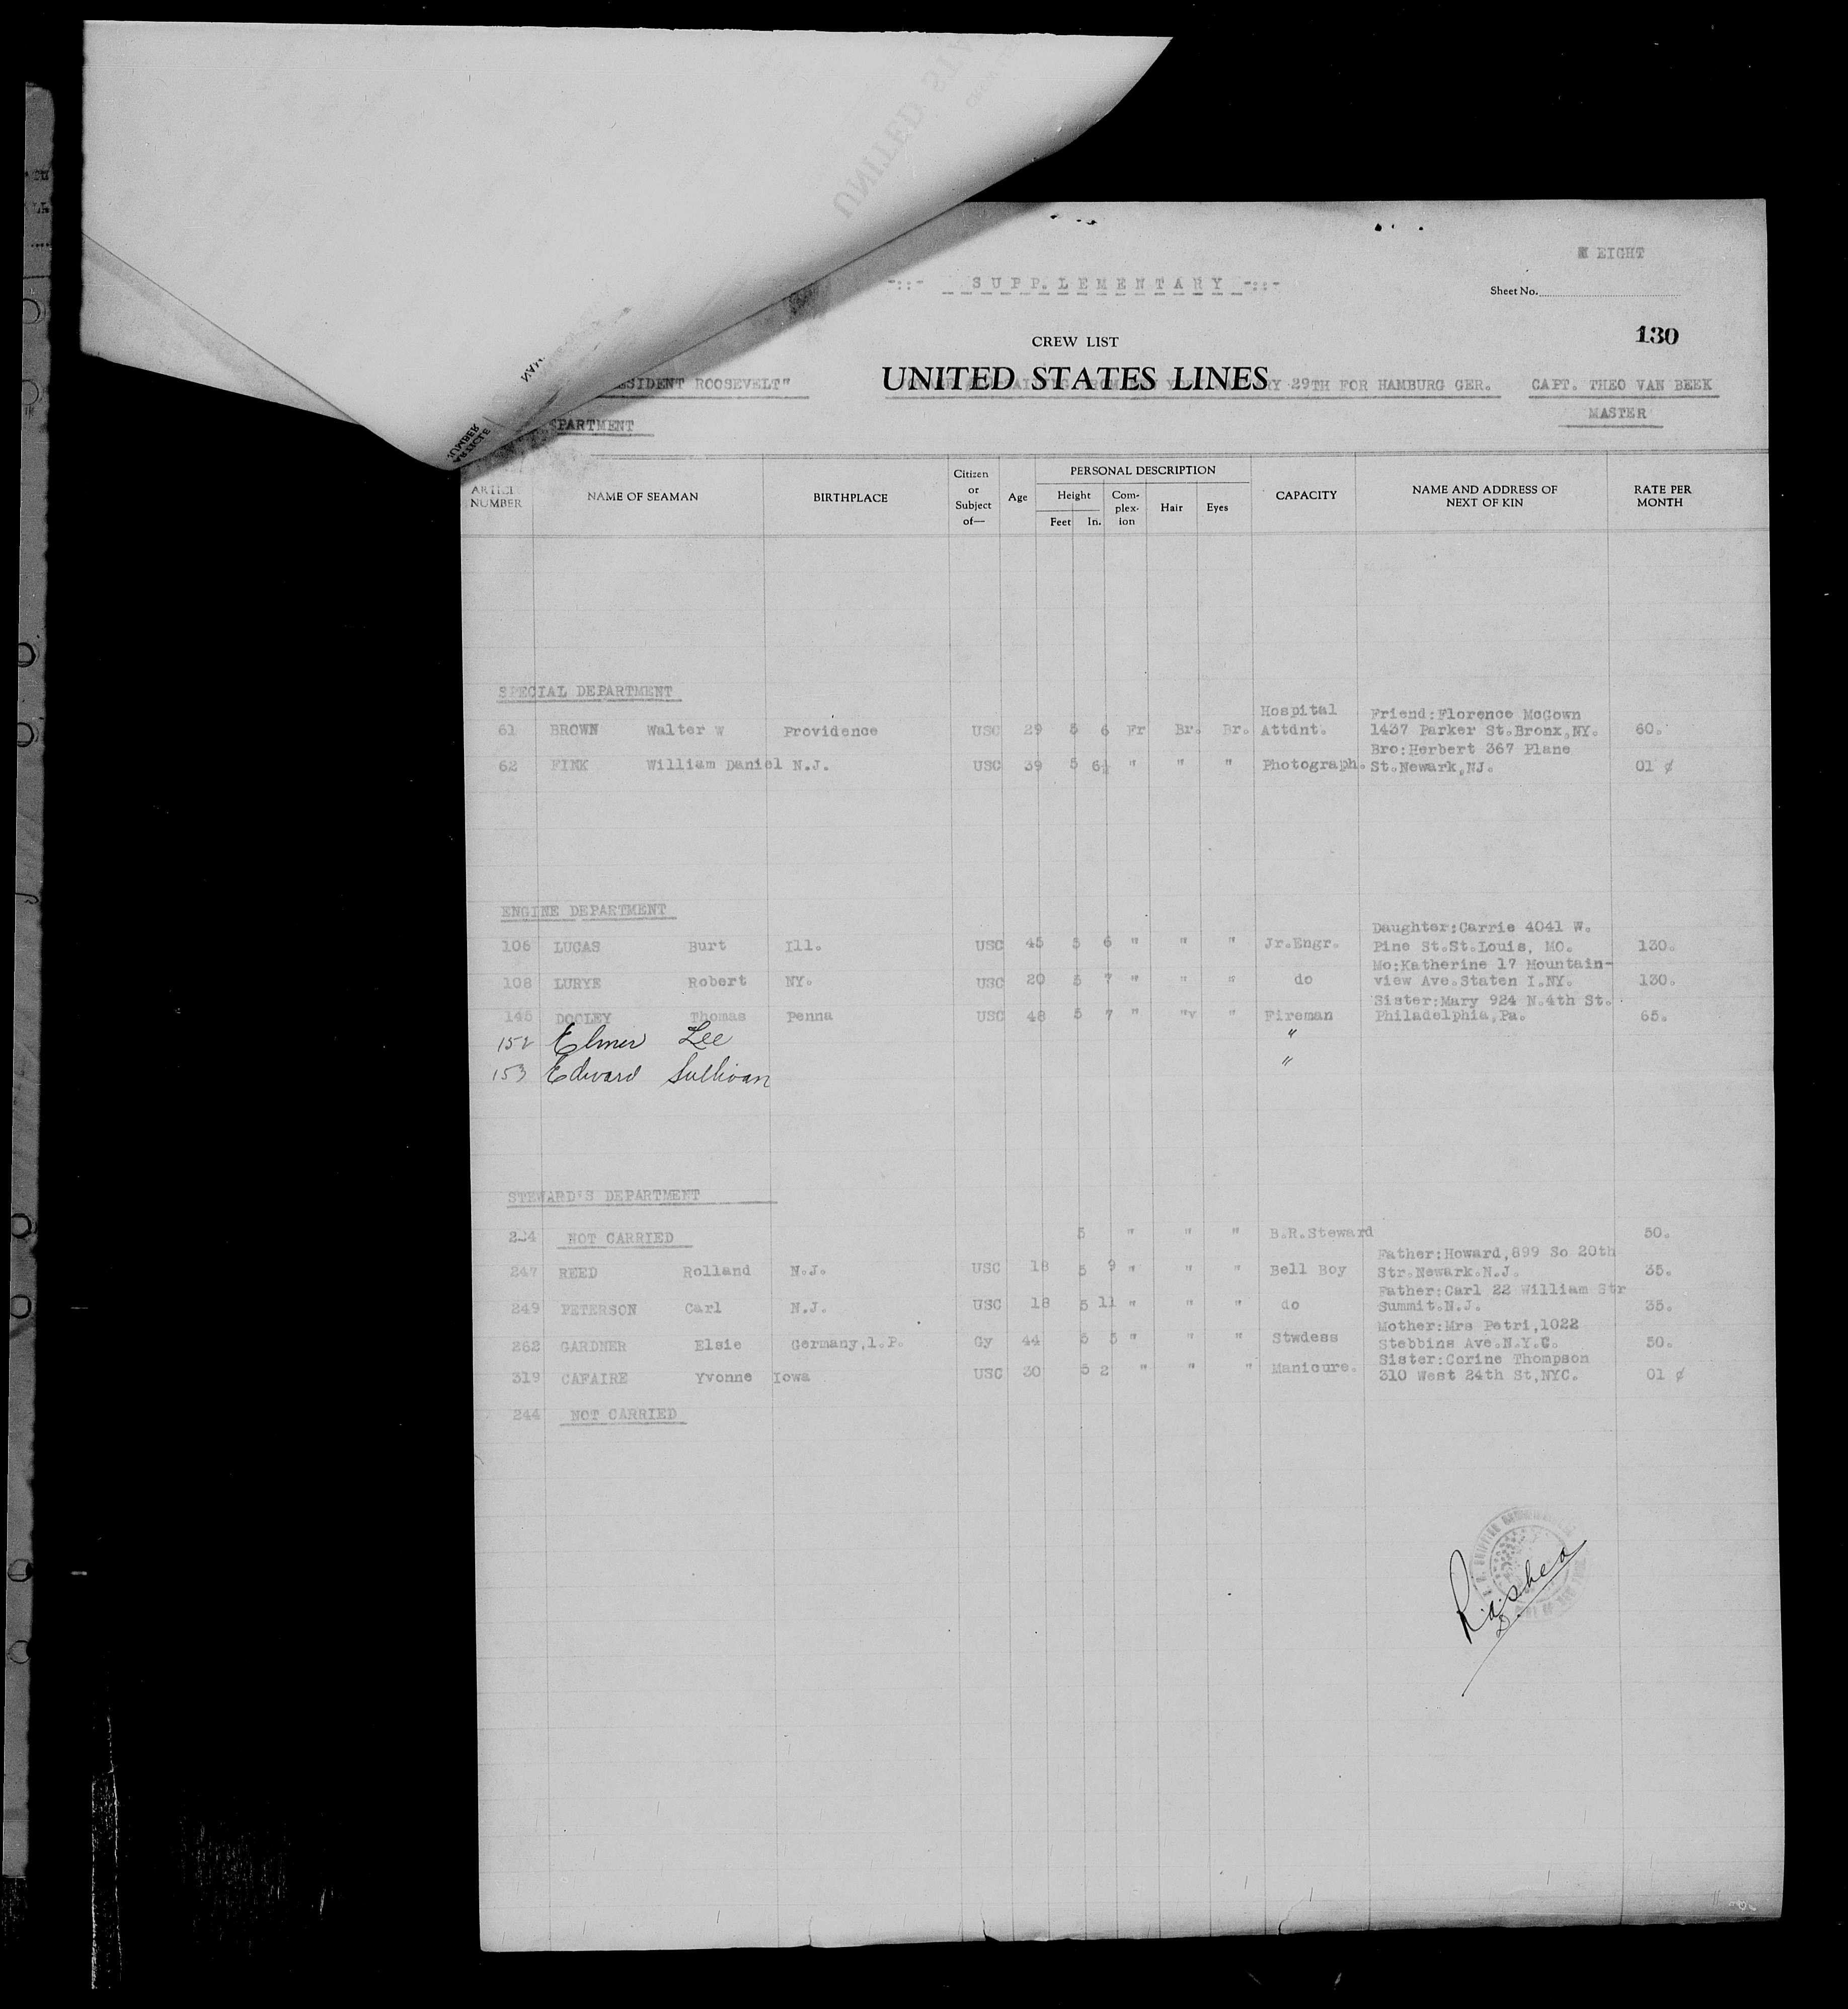 EIGHT
-::- SUPPLEMENTARY -::-
Sheet No.
130
CREW LIST
UNITED STATES LINES
ESIDENT ROOSEVELT" 29TH FOR HAMBURG GER. CAPT. THEO VAN BEEK
MASTER
PARTMENT
ARTICLE NUMBER NAME OF SEAMAN BIRTHPLACE Citizen or Subject of— Age PERSONAL DESCRIPTION Height Feet In. Com-plex-ion Hair Eyes CAPACITY NAME AND ADDRESS OF NEXT OF KIN RATE PER MONTH
SPECIAL DEPARTMENT
Hospital Friend:Florence McGown
61 BROWN Walter W Providence USC 29 5 6 Fr Br. Br. Attdnt. 1437 Parker St.Bronx,NY. 60.
Bro:Herbert 367 Plane
62 FINK William Daniel N.J. USC 39 5 6½ " " " Photograph. St.Newark,NJ. 01 ¢
ENGINE DEPARTMENT
Daughter:Carrie 4041 W.
106 LUCAS Burt Ill. USC 45 5 6 " " " Jr.Engr. Pine St.St.Louis, MO. 130.
Mo:Katherine 17 Mountain-
108 LURYE Robert NY. USC 20 5 7 " " " do view Ave.Staten I.NY. 130.
Sister:Mary 924 N.4th St.
145 DOOLEY Thomas Penna USC 48 5 7 " "v " Fireman Philadelphia,Pa. 65.
152 Elmer Lee "
153 Edward Sullivan "
STEWARD'S DEPARTMENT
224 NOT CARRIED 5 " " " B.R.Steward 50.
Father:Howard,899 So 20th
247 REED Rolland N.J. USC 18 5 9 " " " Bell Boy Str.Newark.N.J. 35.
Father:Carl 22 William Str
249 PETERSON Carl N.J. USC 18 5 11 " " " do Summit.N.J. 35.
Mother:Mrs Petri,1022
262 GARDNER Elsie Germany,1.P. Gy 44 5 5 " " " Stwdess Stebbins Ave.N.Y.C. 50.
Sister:Corine Thompson
319 CAFAIRE Yvonne Iowa USC 30 5 2 " " " Manicure. 310 West 24th St,NYC. 01 ¢
244 NOT CARRIED